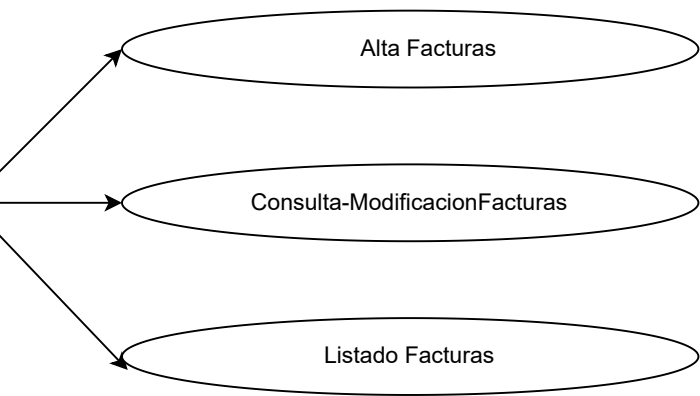 Alta Facturas
Consulta-ModificacionFacturas
Listado Facturas